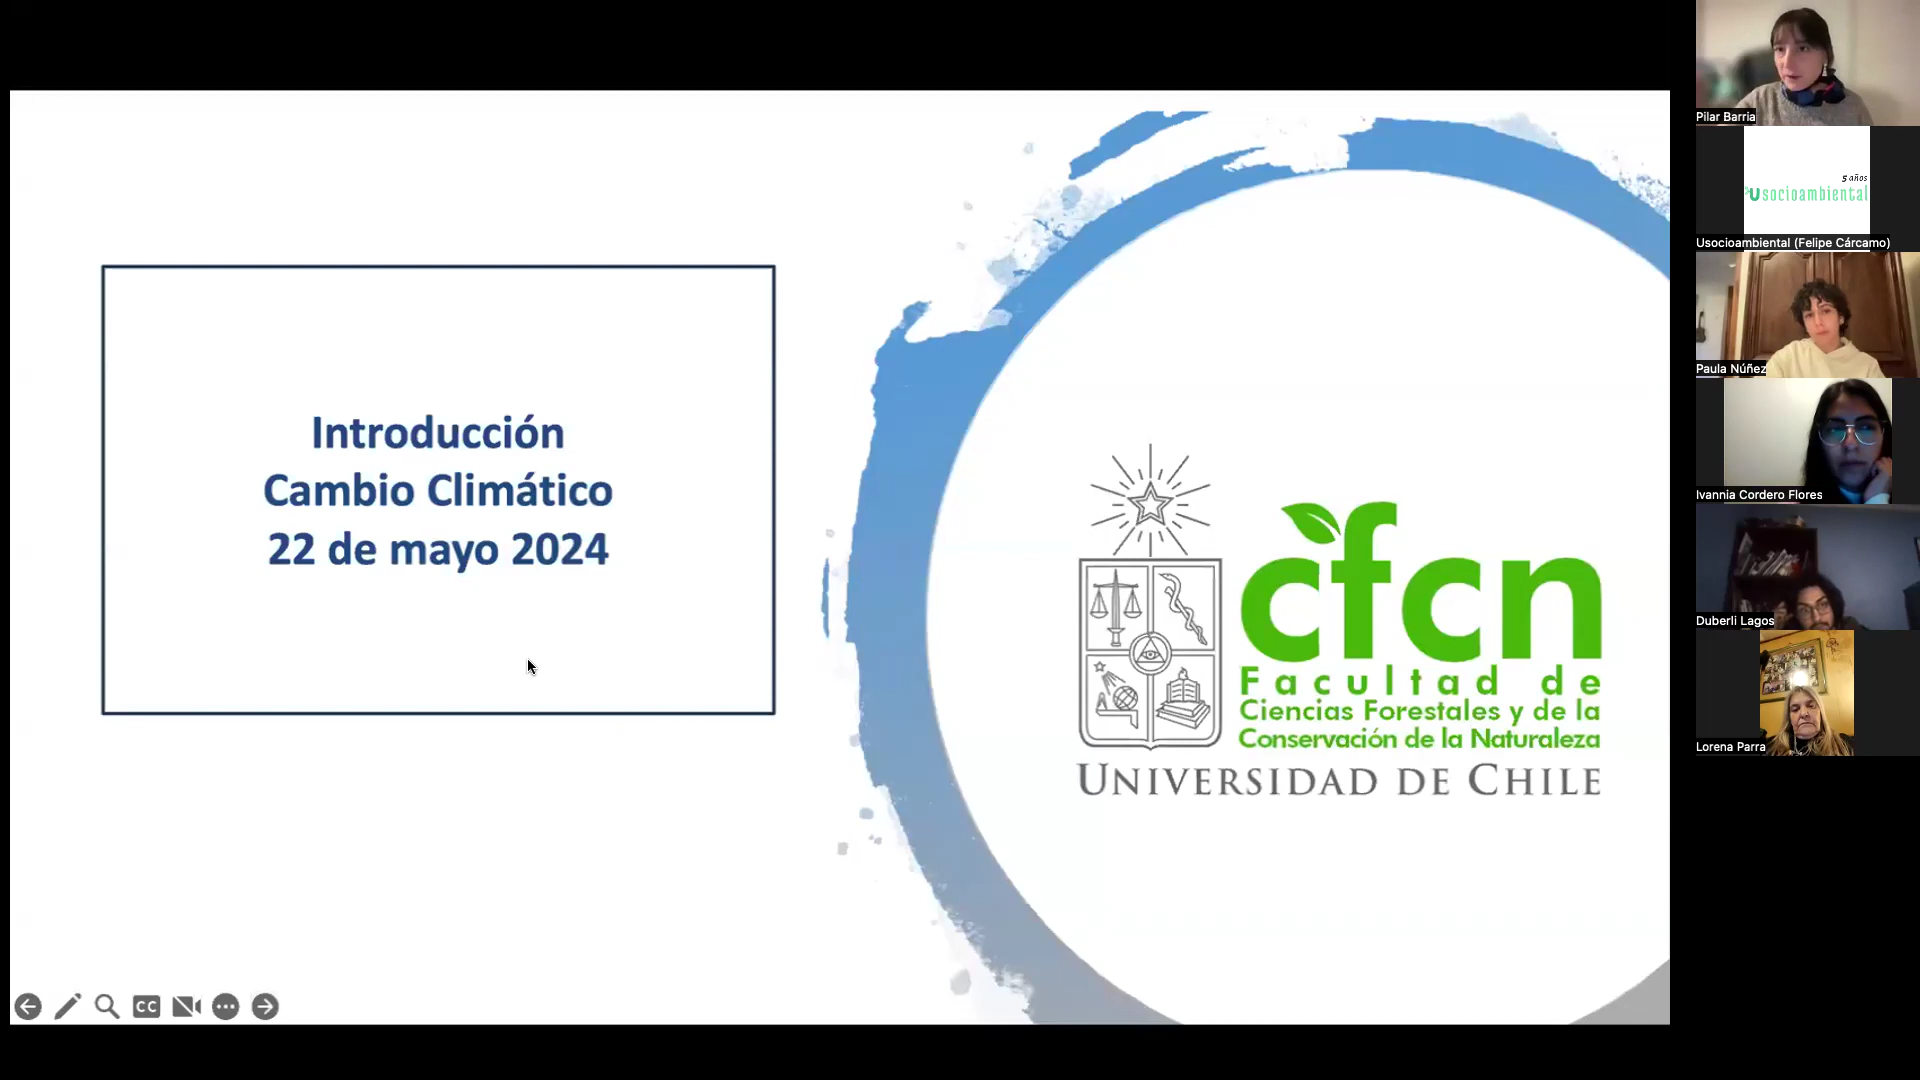 Introducción
Cambio Climático
22 de mayo 2024
cfcn
Facultad de
Ciencias Forestales y de la
Conservación de la Naturaleza
UNIVERSIDAD DE CHILE
CC
Pilar Barria
5 años
Usocioambiental
Usocioambiental (Felipe Cárcamo)
Paula Núñez
Ivannia Cordero Flores
Duberli Lagos
Lorena Parra